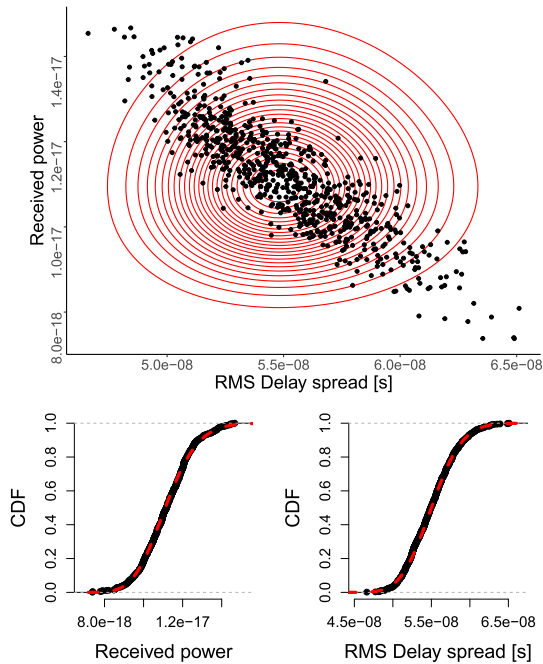 Received power
1.4e−17
1.2e−17
1.0e−17
8.0e−18
5.0e−08 5.5e−08 6.0e−08 6.5e−08
RMS Delay spread [s]
CDF
1.0
0.8
0.6
0.4
0.2
0.0
8.0e−18 1.2e−17
Received power
CDF
1.0
0.8
0.6
0.4
0.2
0.0
4.5e−08 5.5e−08 6.5e−08
RMS Delay spread [s]